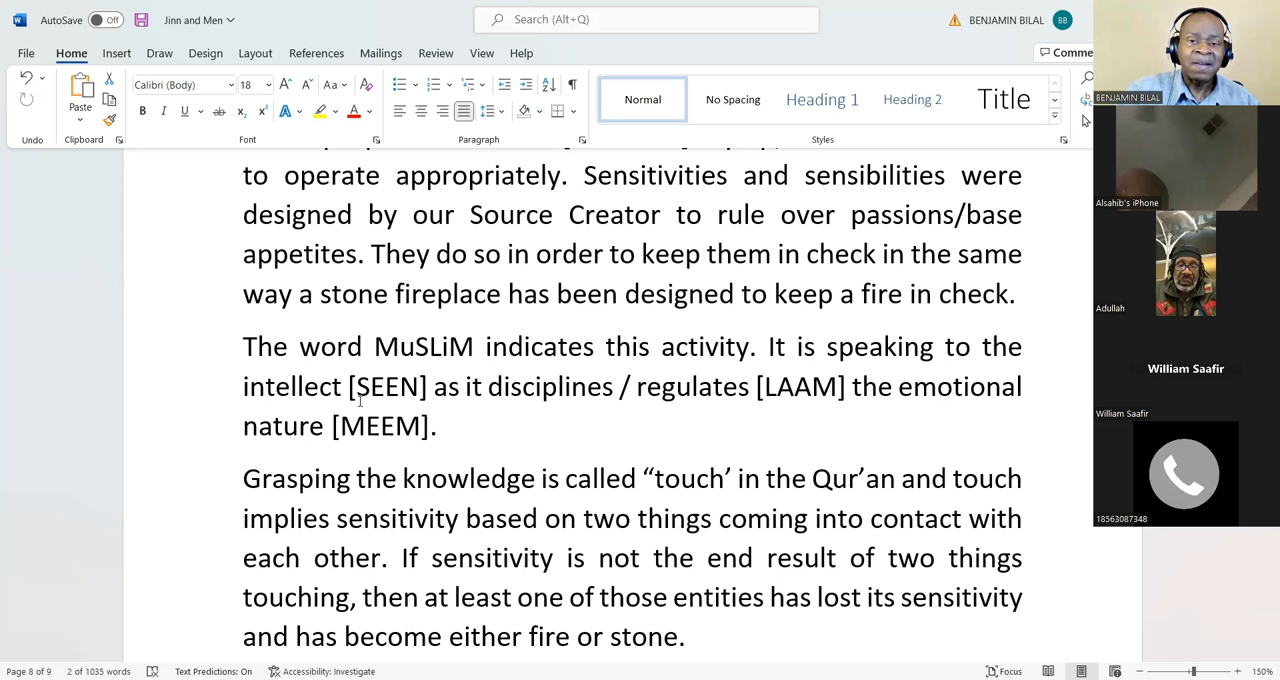 AutoSave Off Jinn and Men Search (Alt+Q) BENJAMIN BILAL BB
File Home Insert Draw Design Layout References Mailings Review View Help Comme
Calibri (Body) 18 Aa
Paste B I U ab x₂ x² A A
Normal No Spacing Heading 1 Heading 2 Title
Undo Clipboard Font Paragraph Styles
to operate appropriately. Sensitivities and sensibilities were
designed by our Source Creator to rule over passions/base
appetites. They do so in order to keep them in check in the same
way a stone fireplace has been designed to keep a fire in check.
The word MuSLiM indicates this activity. It is speaking to the
intellect [SEEN] as it disciplines / regulates [LAAM] the emotional
nature [MEEM].
Grasping the knowledge is called “touch’ in the Qur’an and touch
implies sensitivity based on two things coming into contact with
each other. If sensitivity is not the end result of two things
touching, then at least one of those entities has lost its sensitivity
and has become either fire or stone.
Page 8 of 9 2 of 1035 words Text Predictions: On Accessibility: Investigate Focus 150%
BENJAMIN BILAL
Alsahib's iPhone
Adullah
William Saafir
William Saafir
18563087348